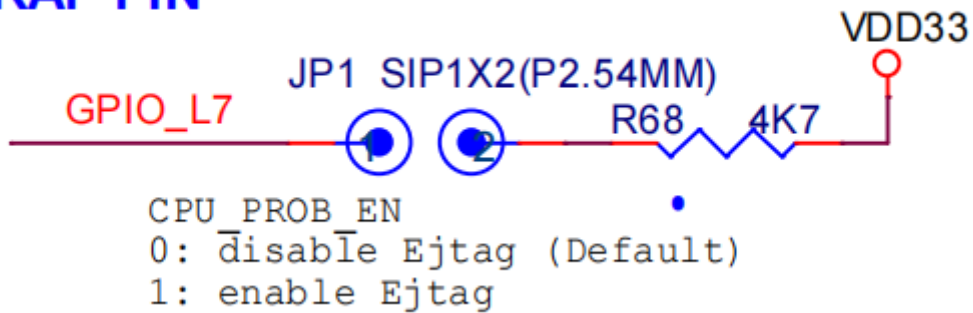 VDD33
JP1 SIP1X2(P2.54MM)
GPIO_L7
R68 4K7
1 2
CPU_PROB_EN
0: disable Ejtag (Default)
1: enable Ejtag